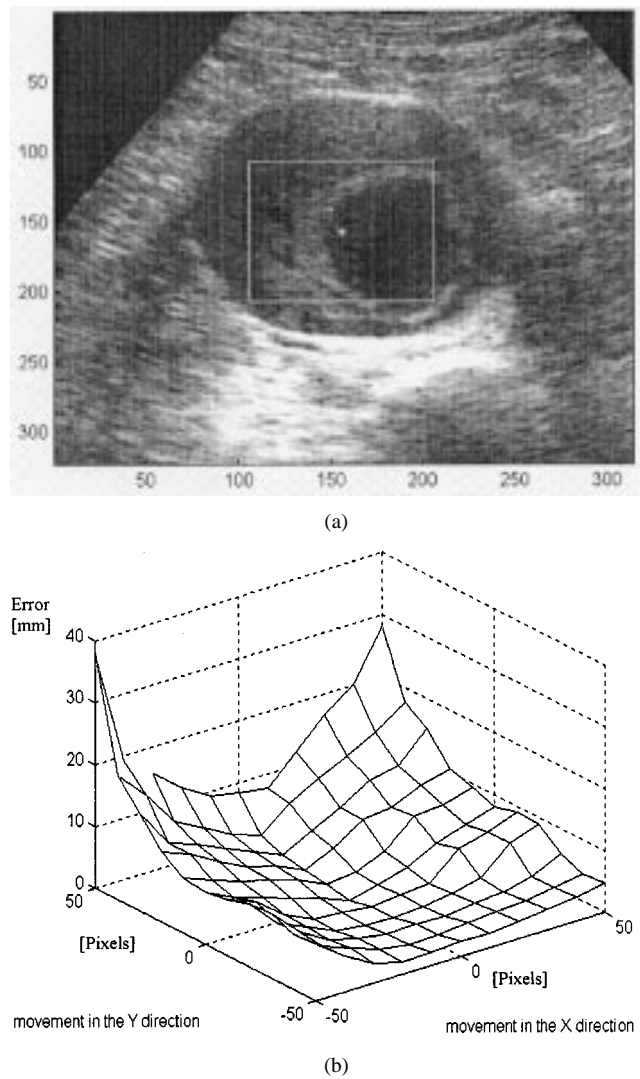 50
100
150
200
250
300
50 100 150 200 250 300
(a)
Error
[mm]
40
30
20
10
0
50
[Pixels]
0
-50
-50
0
[Pixels]
50
movement in the Y direction
movement in the X direction
(b)